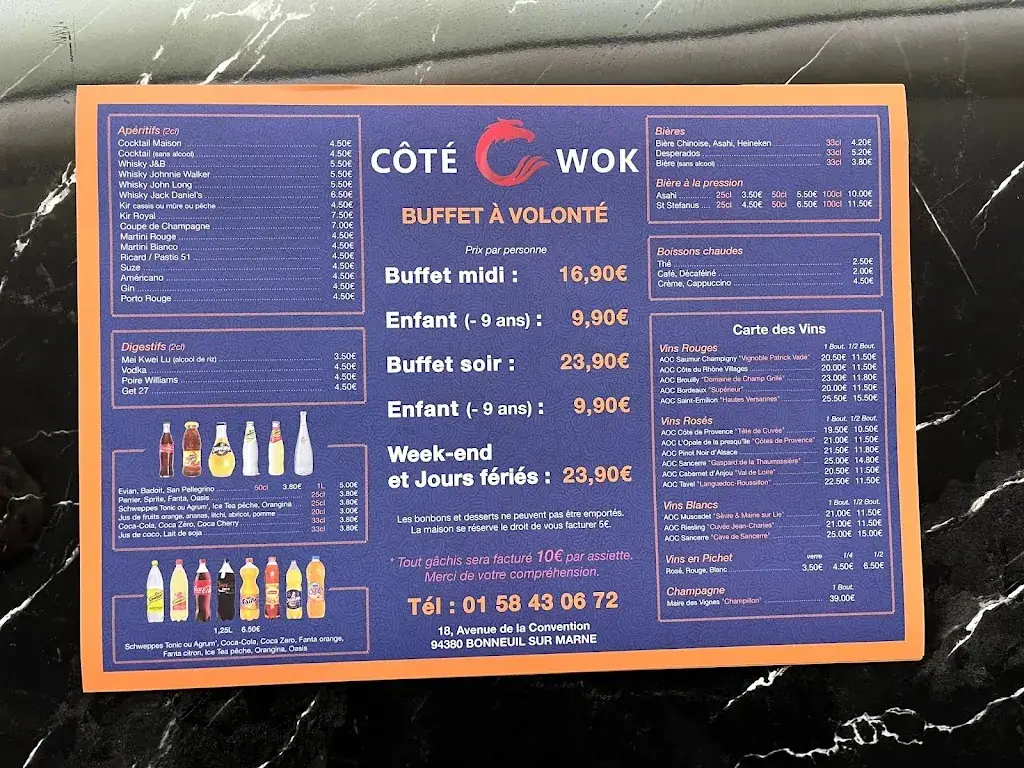 Apéritifs (2cl)
Cocktail Maison 4.50€
Cocktail (sans alcool) 4.50€
Whisky J&B 5.50€
Whisky Johnnie Walker 5.50€
Whisky John Long 5.50€
Whisky Jack Daniel's 6.50€
Kir cassis ou mûre ou pêche 4.50€
Kir Royal 7.50€
Coupe de Champagne 7.00€
Martini Rouge 4.50€
Martini Bianco 4.50€
Ricard / Pastis 51 4.50€
Suze 4.50€
Américano 4.50€
Gin 4.50€
Porto Rouge 4.50€
Digestifs (2cl)
Mei Kwei Lu (alcool de riz) 3.50€
Vodka 4.50€
Poire Williams 4.50€
Get 27 4.50€
Evian, Badoit, San Pellegrino 50cl 3.80€ 1L 5.00€
Perrier, Sprite, Fanta, Oasis 25cl 3.80€
Schweppes Tonic ou Agrum', Ice Tea pêche, Orangina 25cl 3.80€
Jus de fruits orange, ananas, litchi, abricot, pomme 20cl 3.00€
Coca-Cola, Coca Zéro, Coca Cherry 33cl 3.80€
Jus de coco, Lait de soja 33cl 3.80€
1,25L 6.50€
Schweppes Tonic ou Agrum', Coca-Cola, Coca Zero, Fanta orange,
Fanta citron, Ice Tea pêche, Orangina, Oasis
CÔTÉ WOK
BUFFET À VOLONTÉ
Prix par personne
Buffet midi : 16,90€
Enfant (- 9 ans) : 9,90€
Buffet soir : 23,90€
Enfant (- 9 ans) : 9,90€
Week-end
et Jours fériés : 23,90€
Les bonbons et desserts ne peuvent pas être emportés.
La maison se réserve le droit de vous facturer 5€.
* Tout gâchis sera facturé 10€ par assiette.
Merci de votre compréhension.
Tél : 01 58 43 06 72
18, Avenue de la Convention
94380 BONNEUIL SUR MARNE
Bières
Bière Chinoise, Asahi, Heineken 33cl 4.20€
Desperados 33cl 5.20€
Bière (sans alcool) 33cl 3.80€
Bière à la pression
Asahi 25cl 3.50€ 50cl 5.50€ 100cl 10.00€
St Stefanus 25cl 4.50€ 50cl 6.50€ 100cl 11.50€
Boissons chaudes
Thé 2.50€
Café, Décaféiné 2.00€
Crème, Cappuccino 4.50€
Carte des Vins
Vins Rouges 1 Bout. 1/2 Bout.
AOC Saumur Champigny "Vignoble Patrick Vadé" 20.50€ 11.50€
AOC Côte du Rhône Villages 20.00€ 11.50€
AOC Brouilly "Domaine de Champ Grillé" 23.00€ 11.80€
AOC Bordeaux "Supérieur" 20.00€ 11.50€
AOC Saint-Emilion "Hautes Versannes" 25.50€ 15.50€
Vins Rosés 1 Bout. 1/2 Bout.
AOC Côte de Provence "Tête de Cuvée" 19.50€ 10.50€
AOC L'Opale de la presqu'île "Côtes de Provence" 21.00€ 11.50€
AOC Pinot Noir d'Alsace 21.50€ 11.80€
AOC Sancerre "Gaspard de la Thaumassière" 25.00€ 14.80€
AOC Cabernet d'Anjou "Val de Loire" 20.50€ 11.50€
AOC Tavel "Languedoc-Roussillon" 22.50€ 11.50€
Vins Blancs 1 Bout. 1/2 Bout.
AOC Muscadet "Sèvre & Maine sur Lie" 21.00€ 11.50€
AOC Riesling "Cuvée Jean-Charles" 21.00€ 11.50€
AOC Sancerre "Cave de Sancerre" 25.00€ 15.00€
Vins en Pichet verre 1/4 1/2
Rosé, Rouge, Blanc 3.50€ 4.50€ 6.50€
Champagne 1 Bout.
Maire des Vignes "Champillon" 39.00€